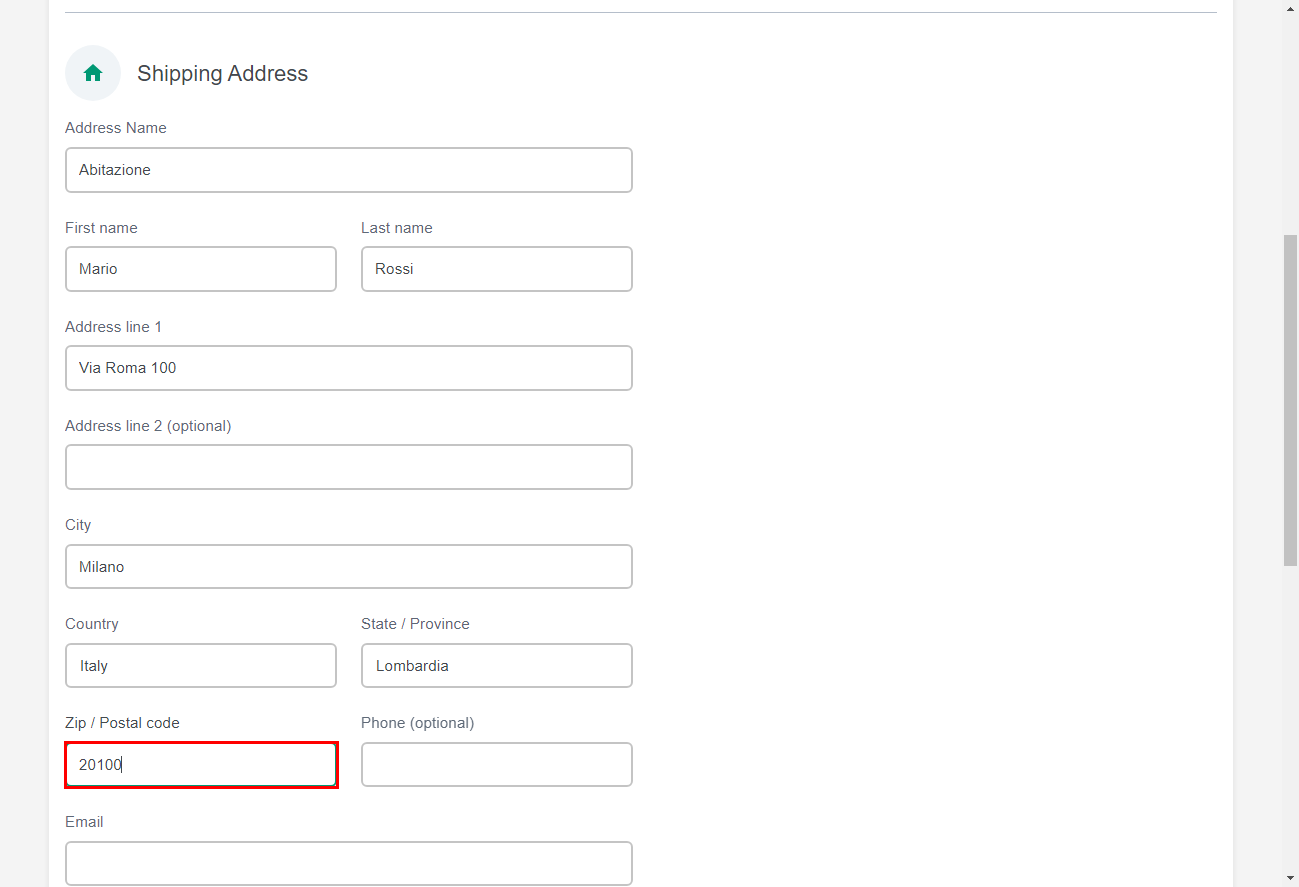 Shipping Address
Address Name
Abitazione
First name Last name
Mario Rossi
Address line 1
Via Roma 100
Address line 2 (optional)
City
Milano
Country State / Province
Italy Lombardia
Zip / Postal code Phone (optional)
20100
Email